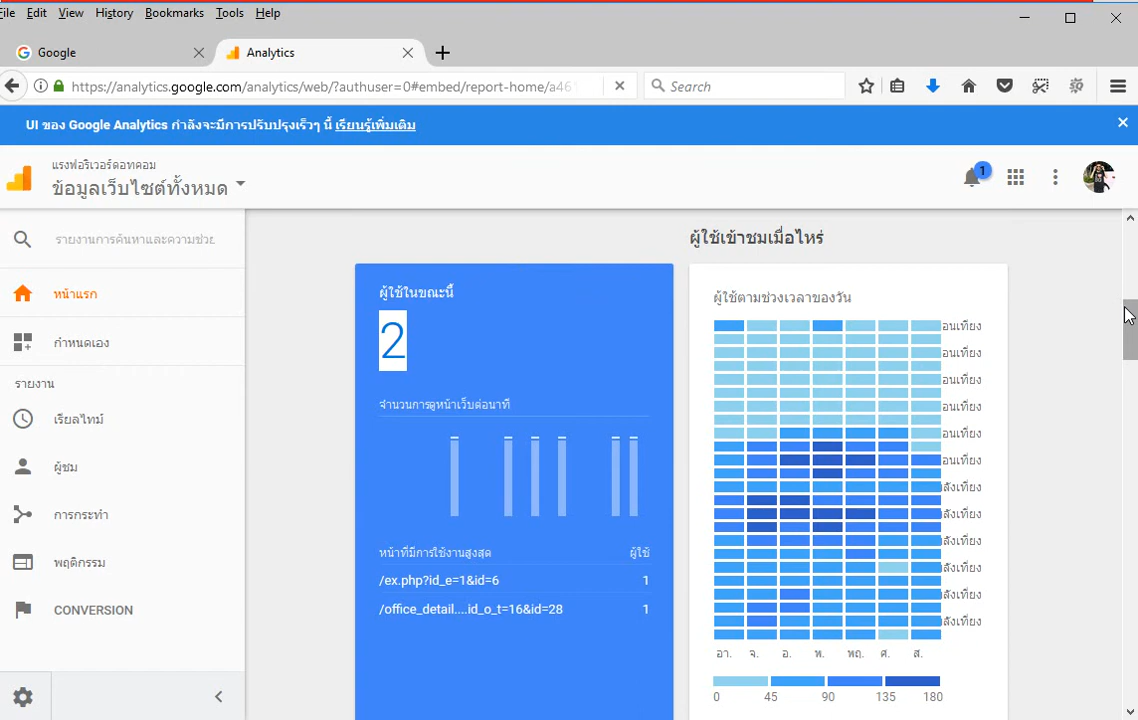 File Edit View History Bookmarks Tools Help
Google
Analytics
https://analytics.google.com/analytics/web/?authuser=0#embed/report-home/a461
Search
UI ของ Google Analytics กำลังจะมีการปรับปรุงเร็วๆ นี้ เรียนรู้เพิ่มเติม
แรงฟอริเวอร์ดอทคอม
ข้อมูลเว็บไซต์ทั้งหมด
1
รายงานการค้นหาและความช่วย
หน้าแรก
กำหนดเอง
รายงาน
เรียลไทม์
ผู้ชม
การกระทำ
พฤติกรรม
CONVERSION
ผู้ใช้เข้าชมเมื่อไหร่
ผู้ใช้ในขณะนี้
2
จำนวนการดูหน้าเว็บต่อนาที
หน้าที่มีการใช้งานสูงสุด ผู้ใช้
/ex.php?id_e=1&id=6 1
/office_detail....id_o_t=16&id=28 1
ผู้ใช้ตามช่วงเวลาของวัน
อนเที่ยง
อนเที่ยง
อนเที่ยง
อนเที่ยง
อนเที่ยง
อนเที่ยง
ลังเที่ยง
ลังเที่ยง
ลังเที่ยง
ลังเที่ยง
ลังเที่ยง
ลังเที่ยง
อา. จ. อ. พ. พฤ. ศ. ส.
0 45 90 135 180